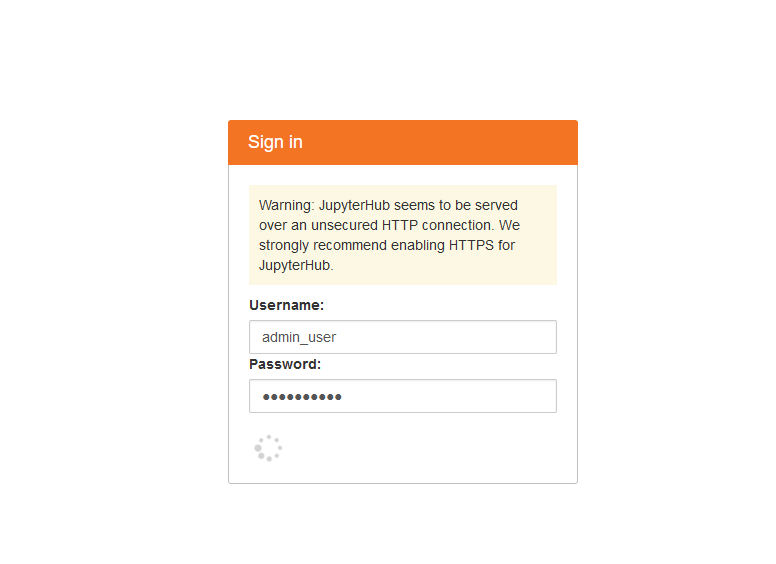 Sign in
Warning: JupyterHub seems to be served
over an unsecured HTTP connection. We
strongly recommend enabling HTTPS for
JupyterHub.
Username:
admin_user
Password:
●●●●●●●●●●